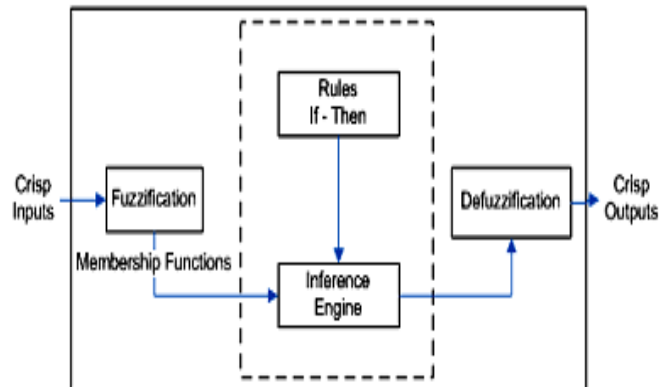 Rules
If - Then
Crisp
Inputs
Fuzzification
Defuzzification
Crisp
Outputs
Membership Functions
Inference
Engine